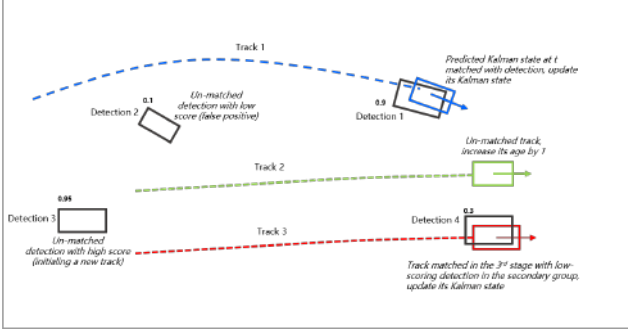 Track 1
Predicted Kalman state at t
matched with detection, update
its Kalman state
0.1
Un-matched
detection with low
score (false positive)
Detection 2
0.9
Detection 1
Un-matched track,
increase its age by 1
Track 2
0.95
Detection 3
Un-matched
detection with high score
(initialing a new track)
Track 3
0.3
Detection 4
Track matched in the 3rd stage with low-
scoring detection in the secondary group,
update its Kalman state